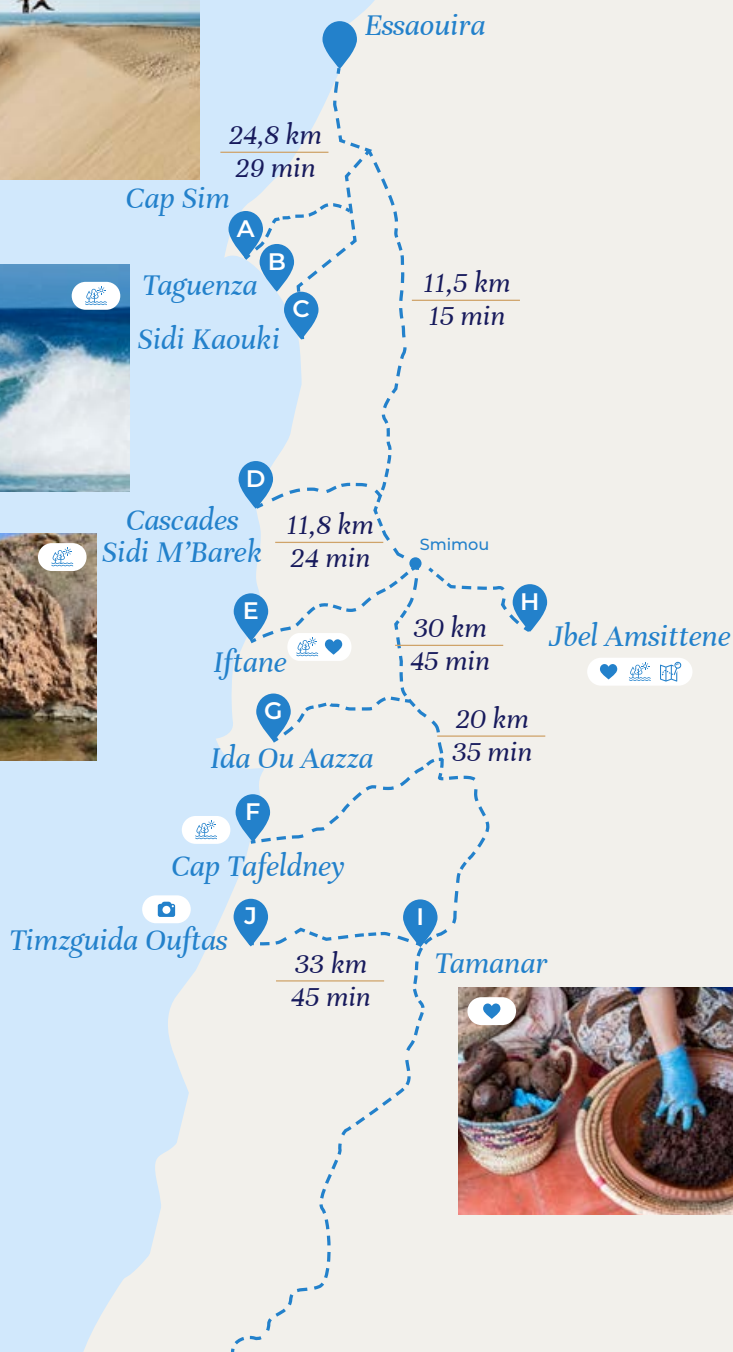 Essaouira
24,8 km
29 min
Cap Sim
A
B
Taguenza
C
Sidi Kaouki
11,5 km
15 min
D
Cascades
Sidi M’Barek
11,8 km
24 min
Smimou
E
Iftane
H
Jbel Amsittene
30 km
45 min
G
Ida Ou Aazza
20 km
35 min
F
Cap Tafeldney
J
Timzguida Ouftas
I
Tamanar
33 km
45 min